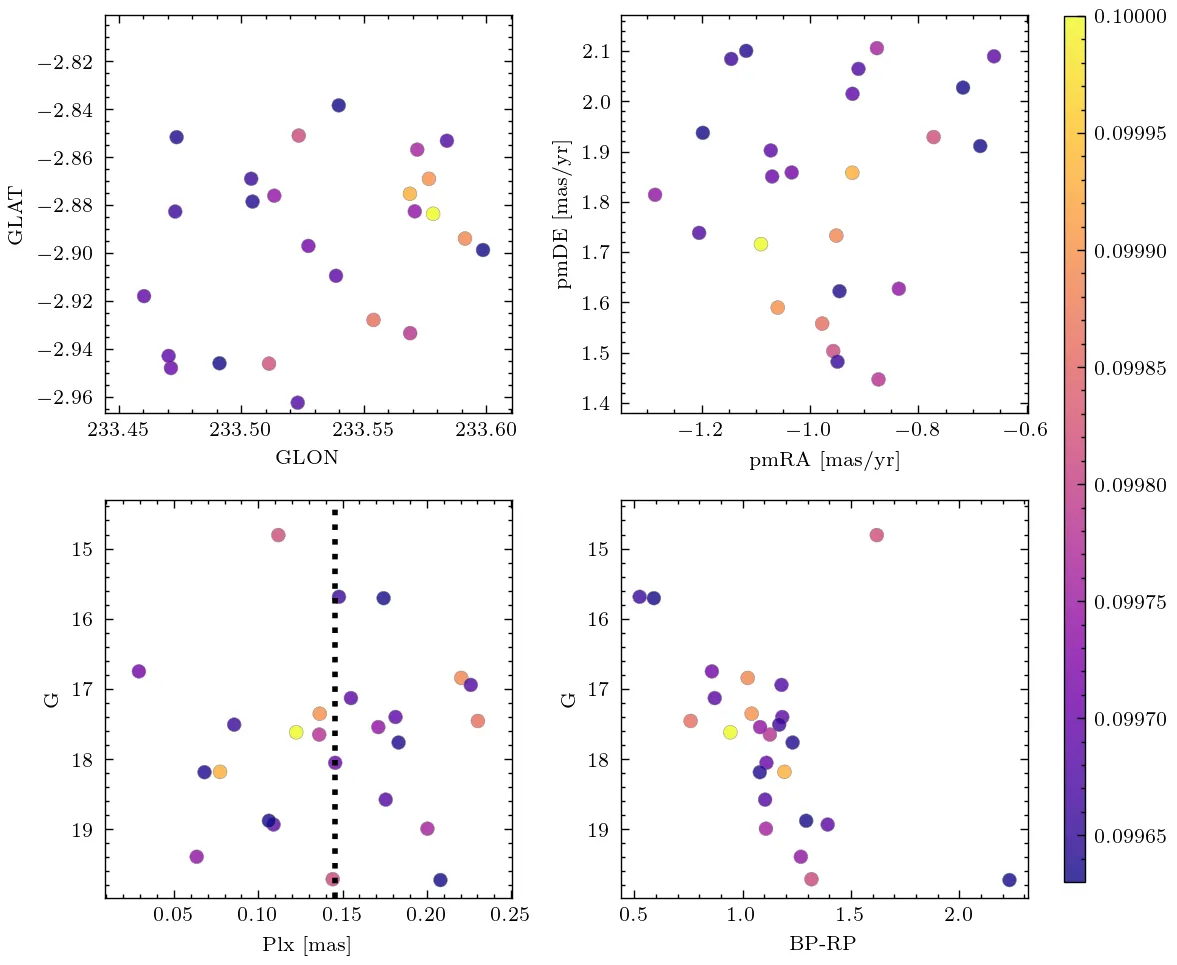 −2.82
−2.84
−2.86
−2.88
−2.90
−2.92
−2.94
−2.96
GLAT
233.45 233.50 233.55 233.60
GLON
2.1
2.0
1.9
1.8
1.7
1.6
1.5
1.4
pmDE [mas/yr]
−1.2 −1.0 −0.8 −0.6
pmRA [mas/yr]
15
16
17
18
19
G
0.05 0.10 0.15 0.20 0.25
Plx [mas]
15
16
17
18
19
G
0.5 1.0 1.5 2.0
BP-RP
0.10000
0.09995
0.09990
0.09985
0.09980
0.09975
0.09970
0.09965